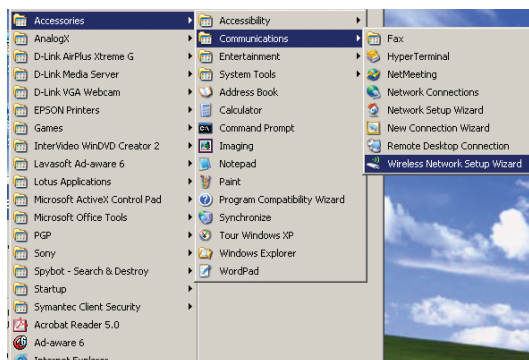 Accessories
AnalogX
D-Link AirPlus Xtreme G
D-Link Media Server
D-Link VGA Webcam
EPSON Printers
Games
InterVideo WinDVD Creator 2
Lavasoft Ad-aware 6
Lotus Applications
Microsoft ActiveX Control Pad
Microsoft Office Tools
PGP
Sony
Spybot - Search & Destroy
Startup
Symantec Client Security
Acrobat Reader 5.0
Ad-aware 6
Internet Explorer
Accessibility
Communications
Entertainment
System Tools
Address Book
Calculator
Command Prompt
Imaging
Notepad
Paint
Program Compatibility Wizard
Synchronize
Tour Windows XP
Windows Explorer
WordPad
Fax
HyperTerminal
NetMeeting
Network Connections
Network Setup Wizard
New Connection Wizard
Remote Desktop Connection
Wireless Network Setup Wizard